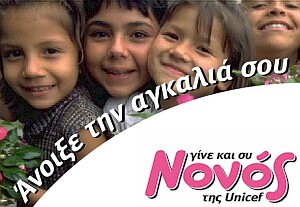 Άνοιξε την αγκαλιά σου
γίνε και συ
Νονός
της Unicef